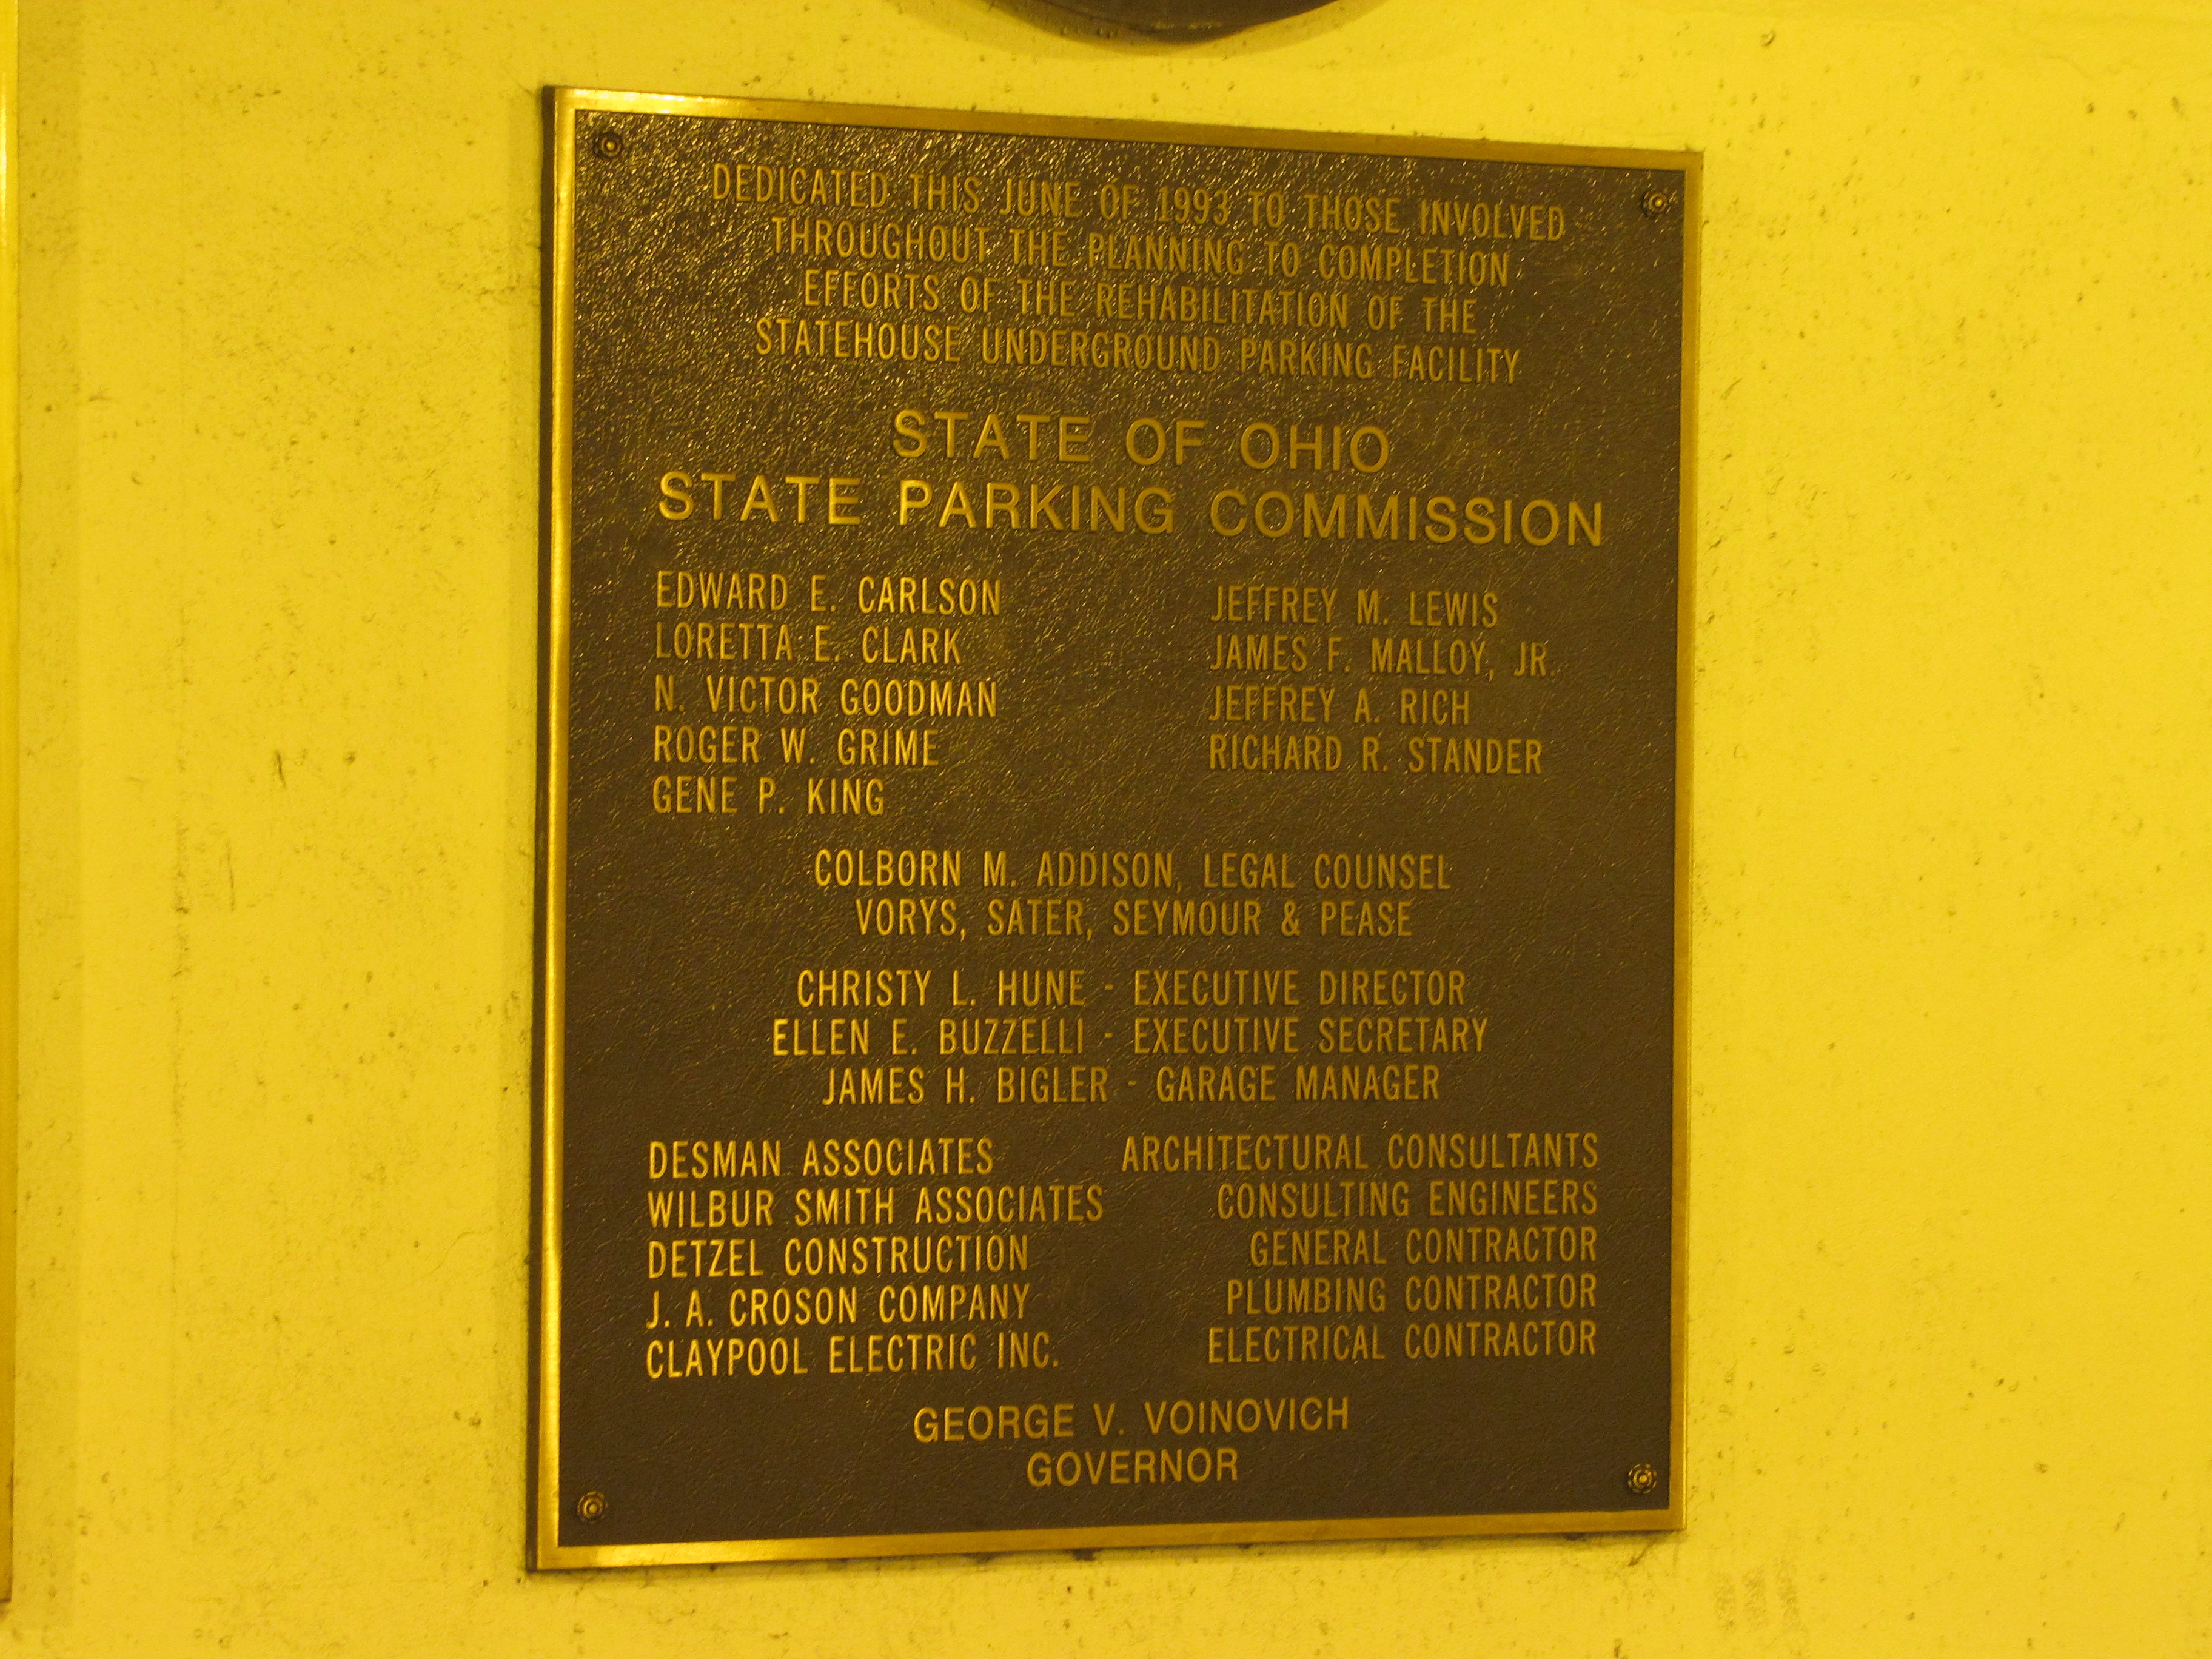 DEDICATED THIS JUNE OF 1993 TO THOSE INVOLVED
THROUGHOUT THE PLANNING TO COMPLETION
EFFORTS OF THE REHABILITATION OF THE
STATEHOUSE UNDERGROUND PARKING FACILITY
STATE OF OHIO
STATE PARKING COMMISSION
EDWARD E. CARLSON
LORETTA E. CLARK
N. VICTOR GOODMAN
ROGER W. GRIME
GENE P. KING
JEFFREY M. LEWIS
JAMES F. MALLOY, JR.
JEFFREY A. RICH
RICHARD R. STANDER
COLBORN M. ADDISON, LEGAL COUNSEL
VORYS, SATER, SEYMOUR & PEASE
CHRISTY L. HUNE - EXECUTIVE DIRECTOR
ELLEN E. BUZZELLI - EXECUTIVE SECRETARY
JAMES H. BIGLER - GARAGE MANAGER
DESMAN ASSOCIATES ARCHITECTURAL CONSULTANTS
WILBUR SMITH ASSOCIATES CONSULTING ENGINEERS
DETZEL CONSTRUCTION GENERAL CONTRACTOR
J. A. CROSON COMPANY PLUMBING CONTRACTOR
CLAYPOOL ELECTRIC INC. ELECTRICAL CONTRACTOR
GEORGE V. VOINOVICH
GOVERNOR